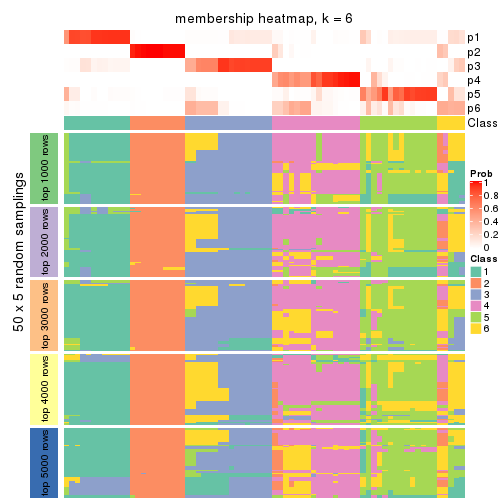 membership heatmap, k = 6
p1
p2
p3
p4
p5
p6
Class
50 x 5 random samplings
top 1000 rows
top 2000 rows
top 3000 rows
top 4000 rows
top 5000 rows
Prob
1
0.8
0.6
0.4
0.2
0
Class
1
2
3
4
5
6